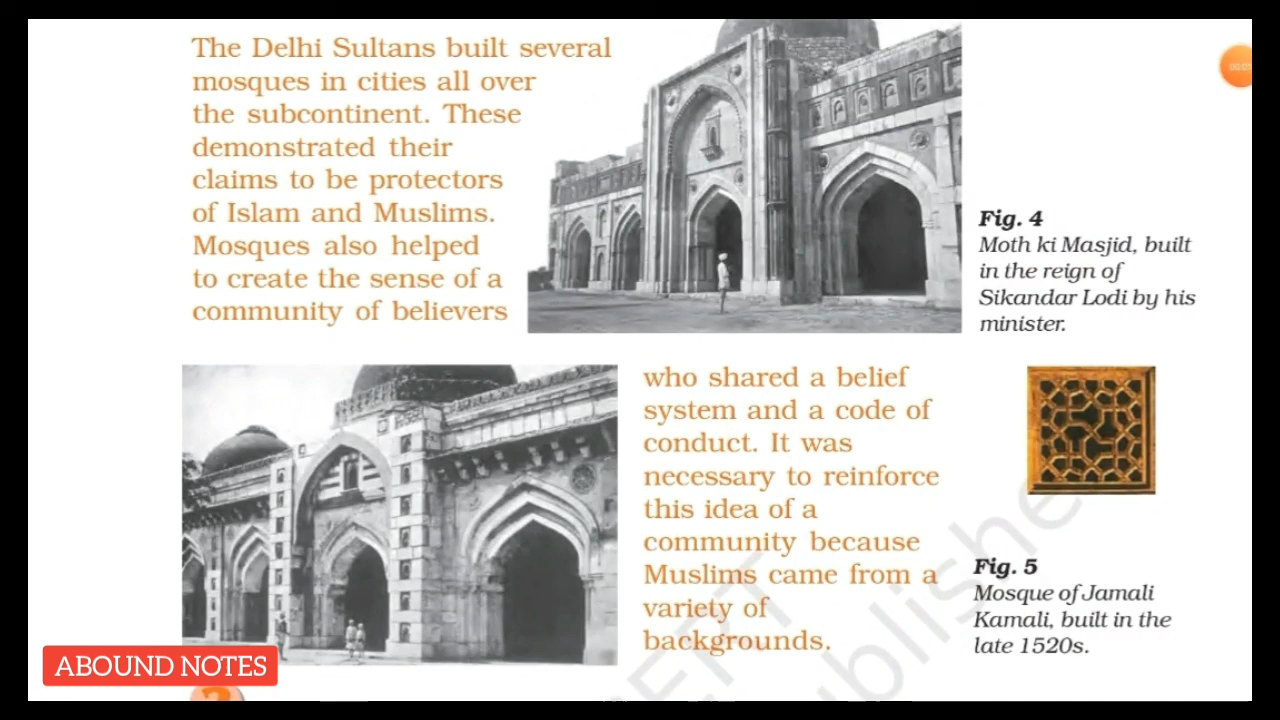 The Delhi Sultans built several
mosques in cities all over
the subcontinent. These
demonstrated their
claims to be protectors
of Islam and Muslims.
Mosques also helped
to create the sense of a
community of believers
Fig. 4
Moth ki Masjid, built
in the reign of
Sikandar Lodi by his
minister.
who shared a belief
system and a code of
conduct. It was
necessary to reinforce
this idea of a
community because
Muslims came from a
variety of
backgrounds.
Fig. 5
Mosque of Jamali
Kamali, built in the
late 1520s.
ABOUND NOTES